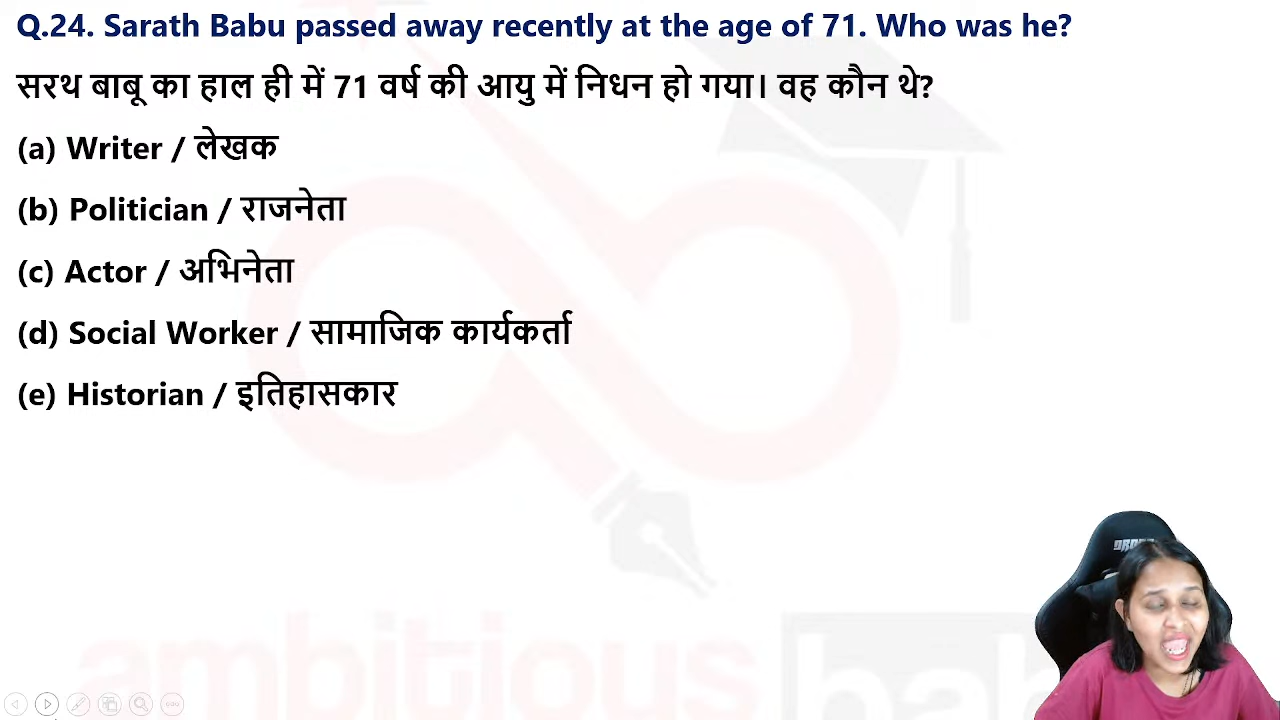 Q.24. Sarath Babu passed away recently at the age of 71. Who was he?
सरथ बाबू का हाल ही में 71 वर्ष की आयु में निधन हो गया। वह कौन थे?
(a) Writer / लेखक
(b) Politician / राजनेता
(c) Actor / अभिनेता
(d) Social Worker / सामाजिक कार्यकर्ता
(e) Historian / इतिहासकार
ambitious